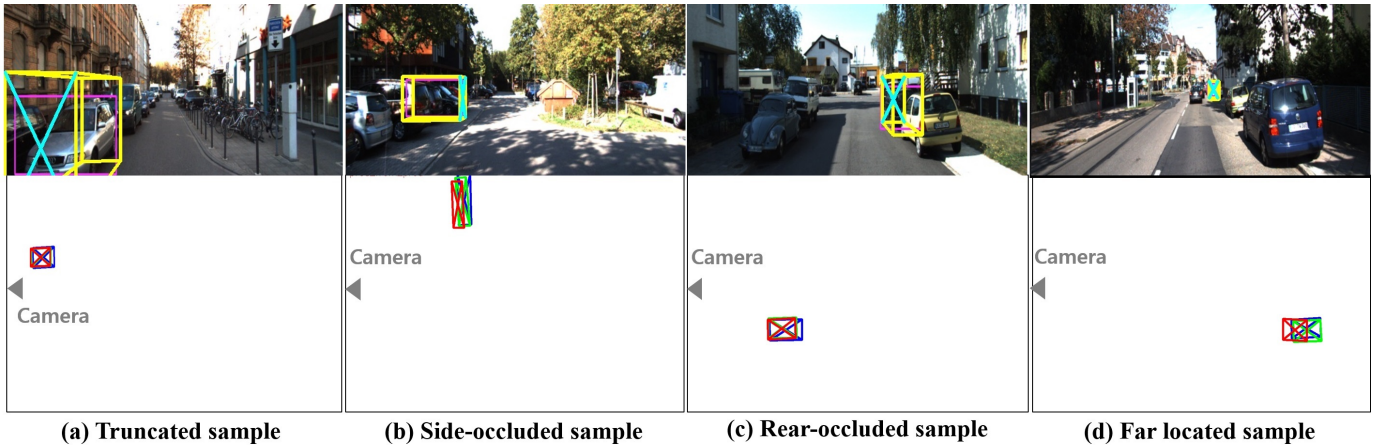 Camera
Camera
Camera
Camera
(a) Truncated sample
(b) Side-occluded sample
(c) Rear-occluded sample
(d) Far located sample